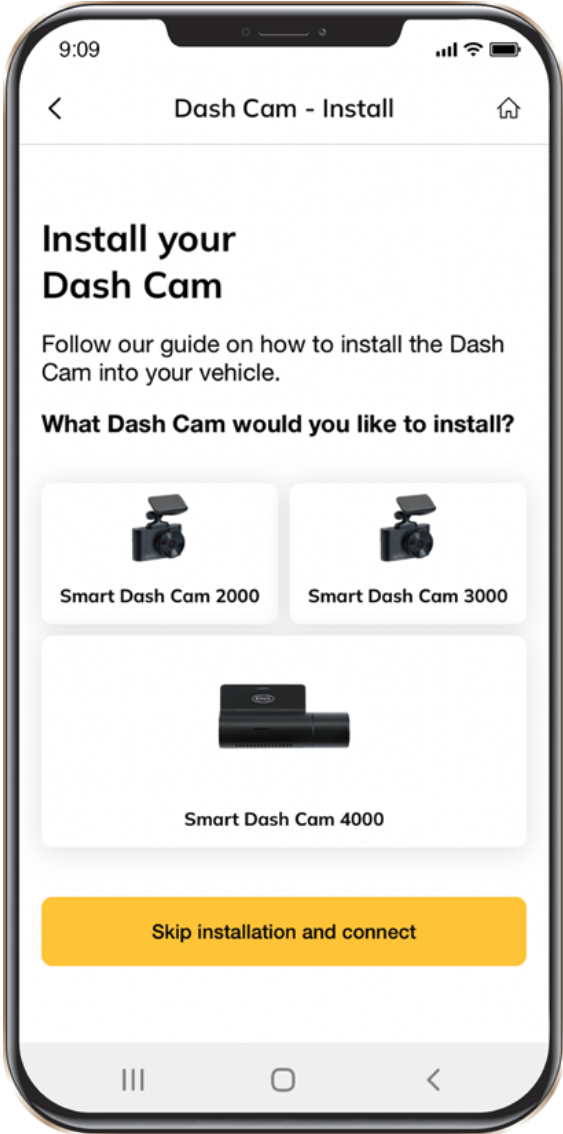 9:09
Dash Cam - Install
Install your
Dash Cam
Follow our guide on how to install the Dash
Cam into your vehicle.
What Dash Cam would you like to install?
Smart Dash Cam 2000
Smart Dash Cam 3000
Smart Dash Cam 4000
Skip installation and connect